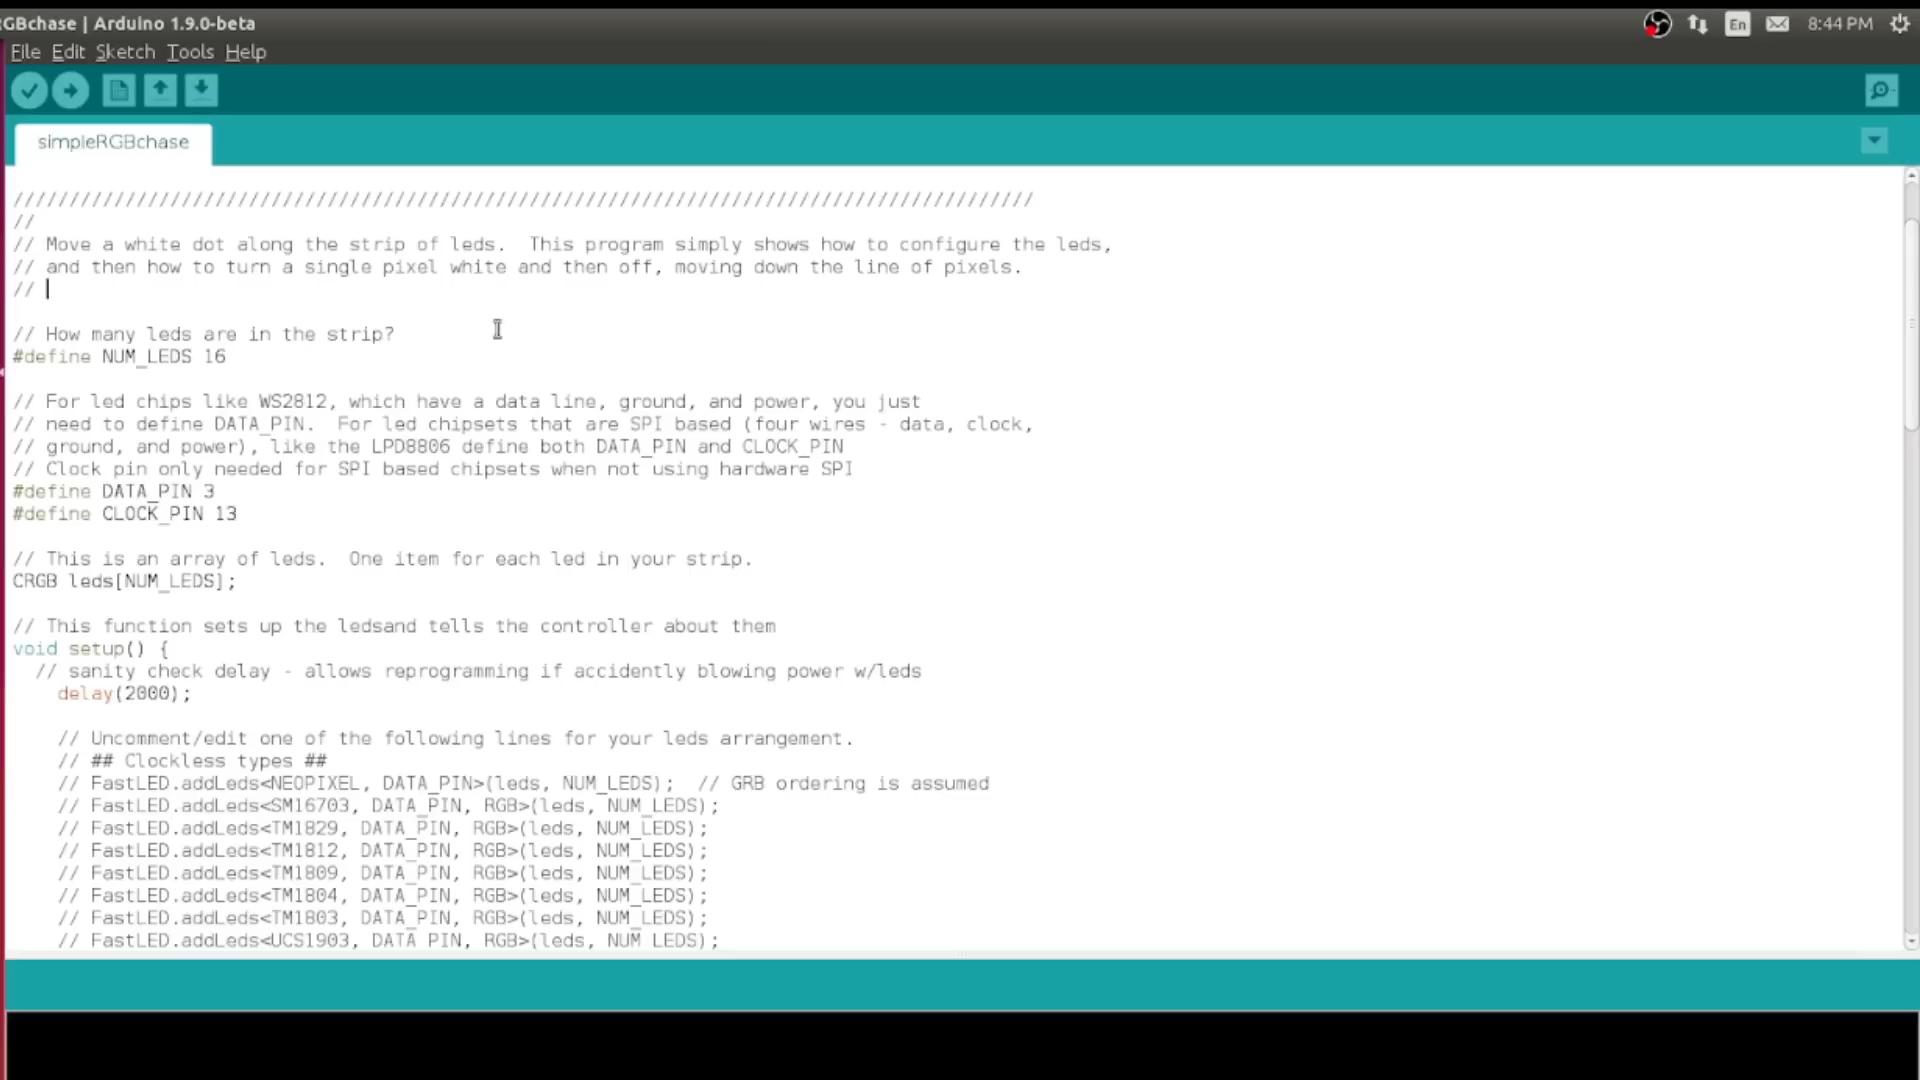 RGBchase | Arduino 1.9.0-beta
En
8:44 PM
File Edit Sketch Tools Help
simpleRGBchase
///////////////////////////////////////////////////////////////////////////////////////////
//
// Move a white dot along the strip of leds.  This program simply shows how to configure the leds,
// and then how to turn a single pixel white and then off, moving down the line of pixels.
//
// How many leds are in the strip?
#define NUM_LEDS 16
// For led chips like WS2812, which have a data line, ground, and power, you just
// need to define DATA_PIN.  For led chipsets that are SPI based (four wires - data, clock,
// ground, and power), like the LPD8806 define both DATA_PIN and CLOCK_PIN
// Clock pin only needed for SPI based chipsets when not using hardware SPI
#define DATA_PIN 3
#define CLOCK_PIN 13
// This is an array of leds.  One item for each led in your strip.
CRGB leds[NUM_LEDS];
// This function sets up the ledsand tells the controller about them
void setup() {
// sanity check delay - allows reprogramming if accidently blowing power w/leds
delay(2000);
// Uncomment/edit one of the following lines for your leds arrangement.
// ## Clockless types ##
// FastLED.addLeds<NEOPIXEL, DATA_PIN>(leds, NUM_LEDS);  // GRB ordering is assumed
// FastLED.addLeds<SM16703, DATA_PIN, RGB>(leds, NUM_LEDS);
// FastLED.addLeds<TM1829, DATA_PIN, RGB>(leds, NUM_LEDS);
// FastLED.addLeds<TM1812, DATA_PIN, RGB>(leds, NUM_LEDS);
// FastLED.addLeds<TM1809, DATA_PIN, RGB>(leds, NUM_LEDS);
// FastLED.addLeds<TM1804, DATA_PIN, RGB>(leds, NUM_LEDS);
// FastLED.addLeds<TM1803, DATA_PIN, RGB>(leds, NUM_LEDS);
// FastLED.addLeds<UCS1903, DATA_PIN, RGB>(leds, NUM_LEDS);